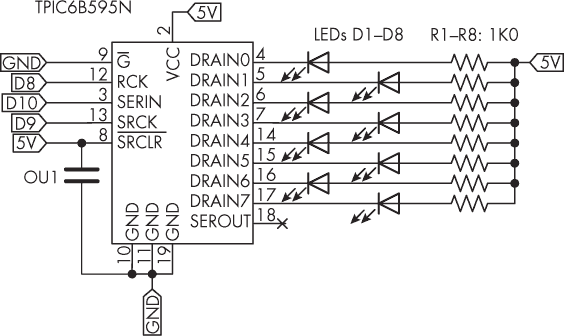 TPIC6B595N
5V
2
VCC
LEDs D1–D8
R1–R8: 1K0
GND 9 G DRAIN0 4 5V
D8 12 RCK DRAIN1 5
D10 3 SERIN DRAIN2 6
D9 13 SRCK DRAIN3 7
5V 8 SRCLR DRAIN4 14
DRAIN5 15
OU1 DRAIN6 16
DRAIN7 17
SEROUT 18
GND GND GND
10 11 19
GND